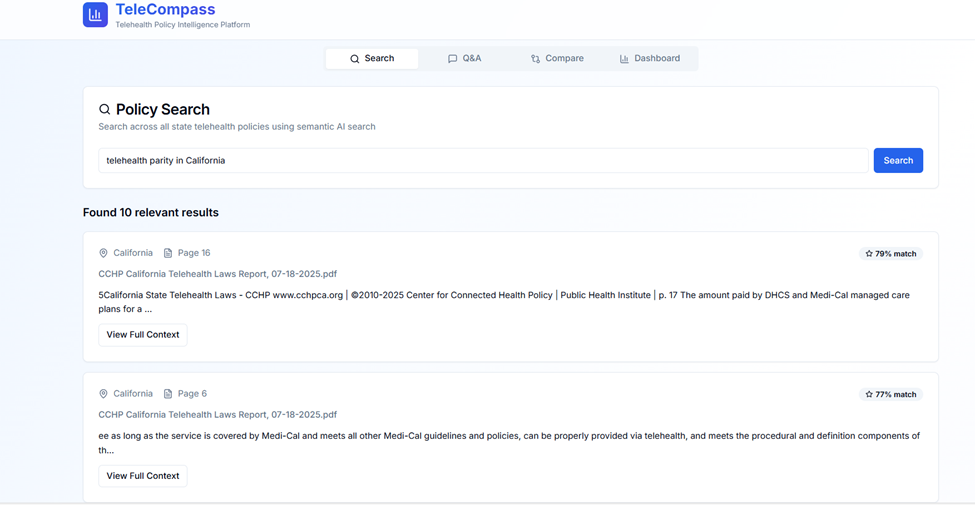 TeleCompass
Telehealth Policy Intelligence Platform
Search
Q&A
Compare
Dashboard
Policy Search
Search across all state telehealth policies using semantic AI search
telehealth parity in California
Search
Found 10 relevant results
California
Page 16
79% match
CCHP California Telehealth Laws Report, 07-18-2025.pdf
5California State Telehealth Laws - CCHP www.cchpca.org | ©2010-2025 Center for Connected Health Policy | Public Health Institute | p. 17 The amount paid by DHCS and Medi-Cal managed care
plans for a ...
View Full Context
California
Page 6
77% match
CCHP California Telehealth Laws Report, 07-18-2025.pdf
ee as long as the service is covered by Medi-Cal and meets all other Medi-Cal guidelines and policies, can be properly provided via telehealth, and meets the procedural and definition components of
th...
View Full Context